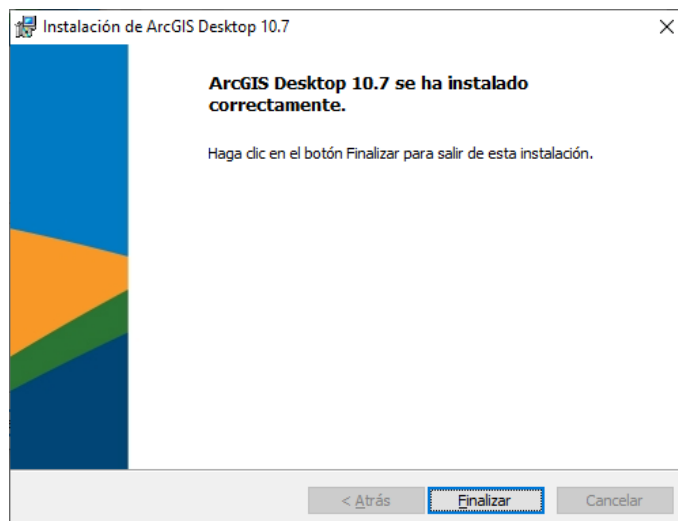 Instalación de ArcGIS Desktop 10.7
ArcGIS Desktop 10.7 se ha instalado
correctamente.
Haga clic en el botón Finalizar para salir de esta instalación.
< Atrás
Finalizar
Cancelar